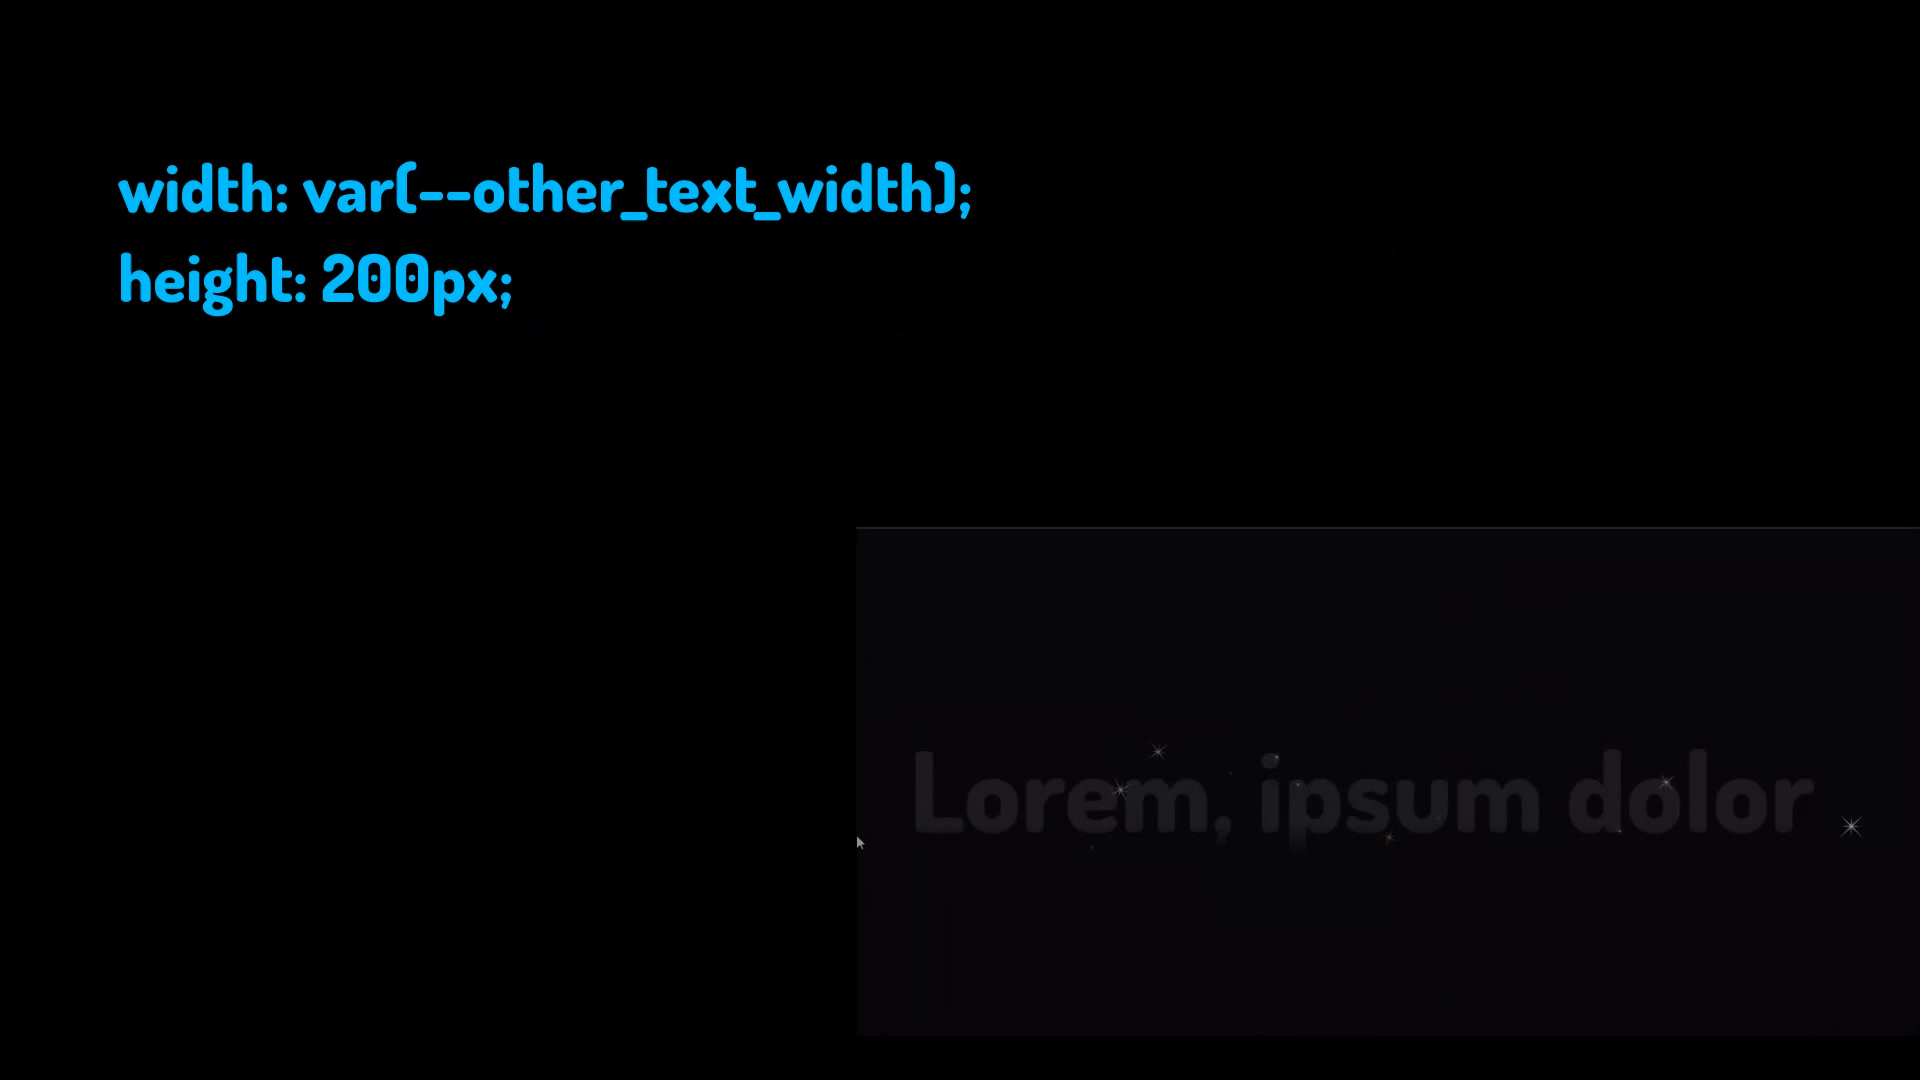 width: var(--other_text_width);
height: 200px;
Lorem, ipsum dolor